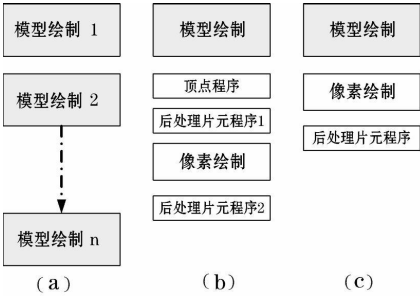 模型绘制 1
模型绘制 2
模型绘制 n
(a)
模型绘制
顶点程序
后处理片元程序1
像素绘制
后处理片元程序2
(b)
模型绘制
像素绘制
后处理片元程序
(c)